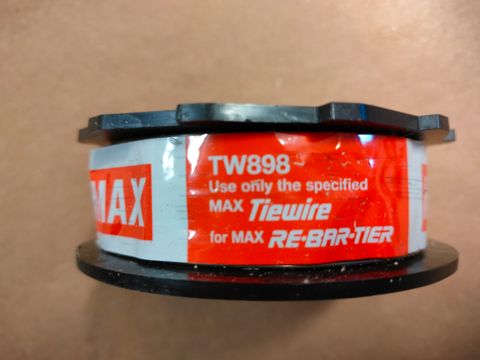 MAX
TW898
Use only the specified
MAX Tiewire
for MAX RE-BAR-TIER